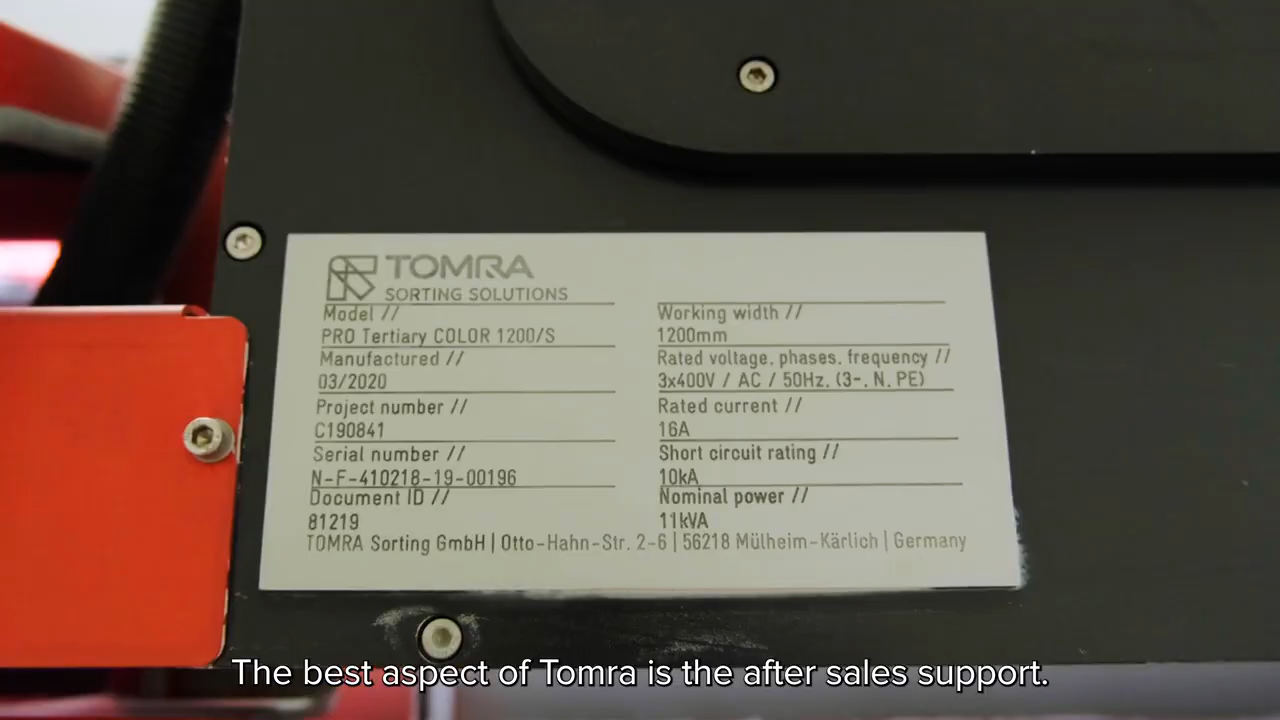 TOMRA
SORTING SOLUTIONS
Model //
PRO Tertiary COLOR 1200/S
Manufactured //
03/2020
Project number //
C190841
Serial number //
N-F-410218-19-00196
Document ID //
81219
Working width //
1200mm
Rated voltage, phases, frequency //
3x400V / AC / 50Hz, (3~, N, PE)
Rated current //
16A
Short circuit rating //
10kA
Nominal power //
11kVA
TOMRA Sorting GmbH | Otto-Hahn-Str. 2-6 | 56218 Mülheim-Kärlich | Germany
The best aspect of Tomra is the after sales support.